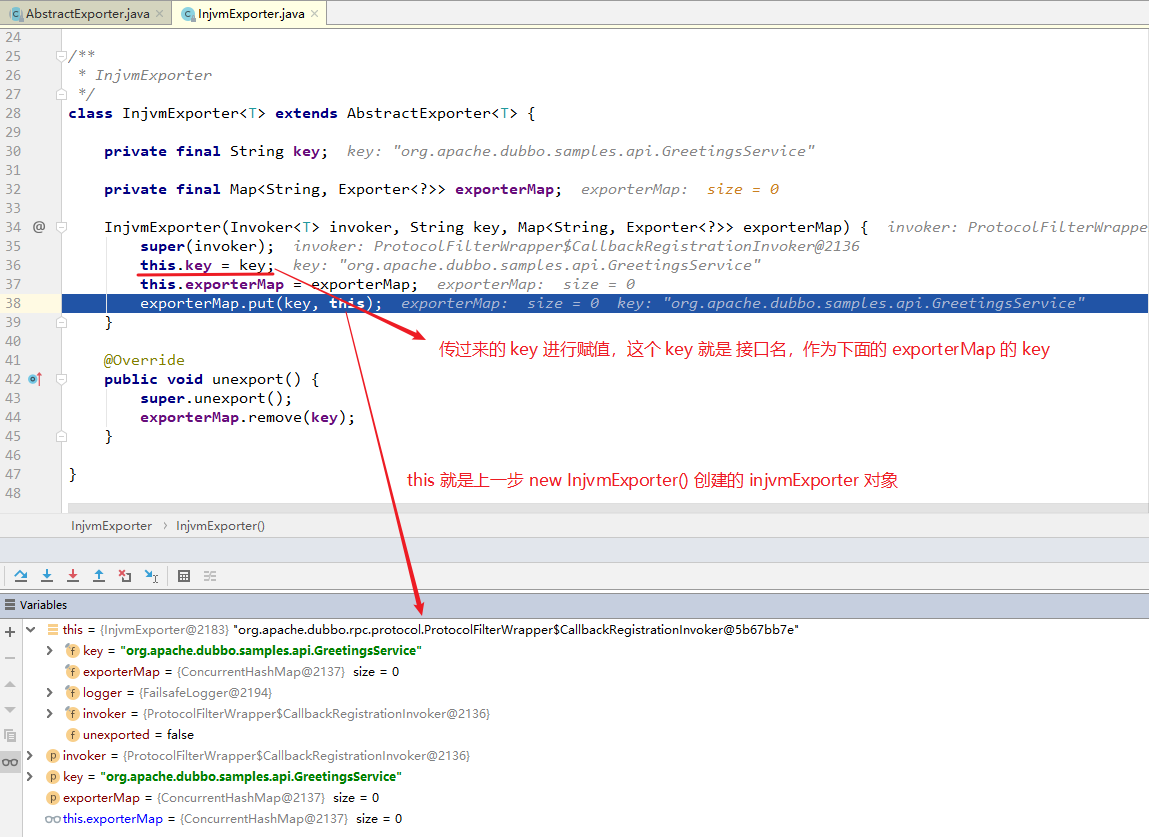 AbstractExporter.java × InjvmExporter.java ×
24
25 /**
26 * InjvmExporter
27 */
28 class InjvmExporter<T> extends AbstractExporter<T> {
29
30 private final String key; key: "org.apache.dubbo.samples.api.GreetingsService"
31
32 private final Map<String, Exporter<?>> exporterMap; exporterMap: size = 0
33
34 @ InjvmExporter(Invoker<T> invoker, String key, Map<String, Exporter<?>> exporterMap) { invoker: ProtocolFilterWrappe
35 super(invoker); invoker: ProtocolFilterWrapper$CallbackRegistrationInvoker@2136
36 this.key = key; key: "org.apache.dubbo.samples.api.GreetingsService"
37 this.exporterMap = exporterMap; exporterMap: size = 0
38 exporterMap.put(key, this); exporterMap: size = 0 key: "org.apache.dubbo.samples.api.GreetingsService"
39 }
40
传过来的 key 进行赋值，这个 key 就是 接口名，作为下面的 exporterMap 的 key
41 @Override
42 public void unexport() {
43 super.unexport();
44 exporterMap.remove(key);
45 }
46
47 }
this 就是上一步 new InjvmExporter() 创建的 injvmExporter 对象
48
InjvmExporter › InjvmExporter()
Variables
this = {InjvmExporter@2183} "org.apache.dubbo.rpc.protocol.ProtocolFilterWrapper$CallbackRegistrationInvoker@5b67bb7e"
f key = "org.apache.dubbo.samples.api.GreetingsService"
f exporterMap = {ConcurrentHashMap@2137} size = 0
f logger = {FailsafeLogger@2194}
f invoker = {ProtocolFilterWrapper$CallbackRegistrationInvoker@2136}
f unexported = false
p invoker = {ProtocolFilterWrapper$CallbackRegistrationInvoker@2136}
p key = "org.apache.dubbo.samples.api.GreetingsService"
p exporterMap = {ConcurrentHashMap@2137} size = 0
this.exporterMap = {ConcurrentHashMap@2137} size = 0